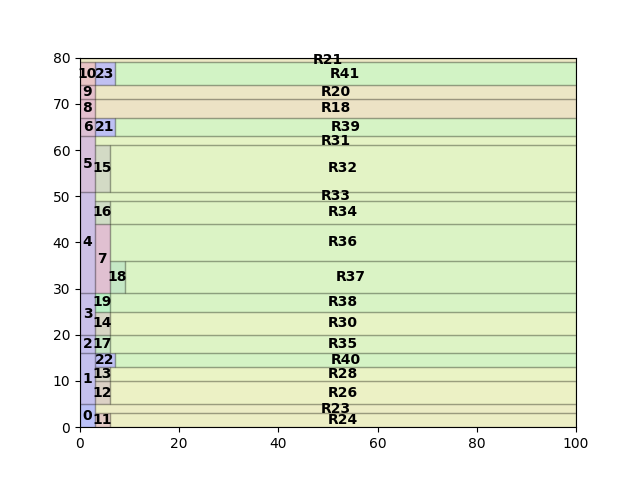 80
R21
10 23 R41
9 R20
70
8 R18
6 21 R39
R31
60
5 15 R32
50
R33
16 R34
40
4 R36
7
18 R37
30
19 R38
3
14 R30
20
2 17 R35
22 R40
13 R28
1
10
12 R26
R23
0 11 R24
0
0 20 40 60 80 100